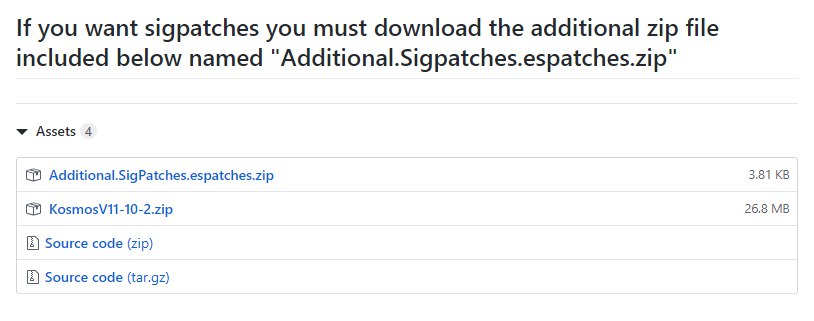 If you want sigpatches you must download the additional zip file
included below named "Additional.Sigpatches.espatches.zip"
Assets 4
Additional.SigPatches.espatches.zip 3.81 KB
KosmosV11-10-2.zip 26.8 MB
Source code (zip)
Source code (tar.gz)